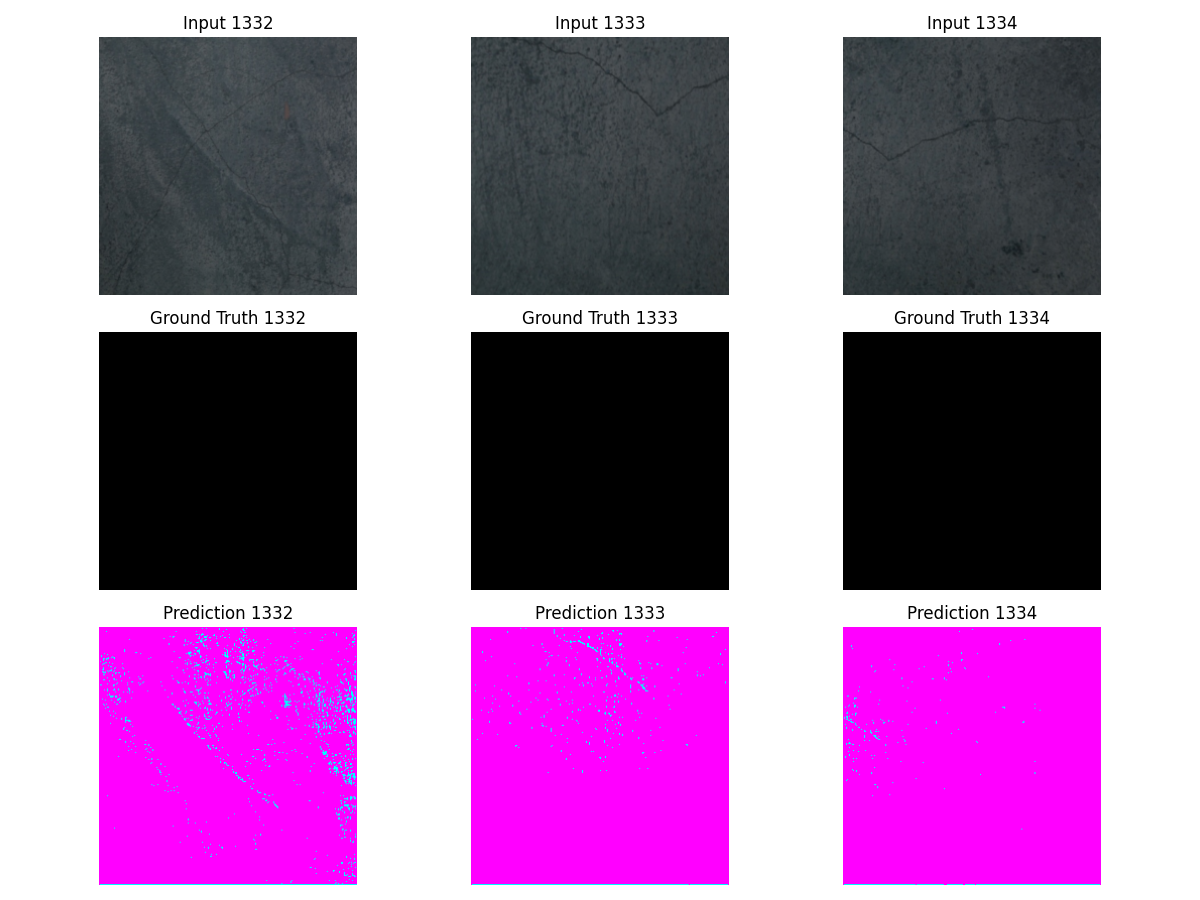 Input 1332
Input 1333
Input 1334
Ground Truth 1332
Ground Truth 1333
Ground Truth 1334
Prediction 1332
Prediction 1333
Prediction 1334